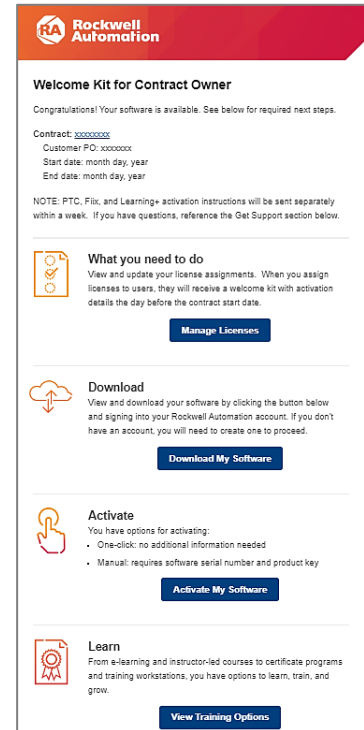 RA Rockwell
Automation
Welcome Kit for Contract Owner
Congratulations! Your software is available. See below for required next steps.
Contract: xxxxxxxx
Customer PO: xxxxxxx
Start date: month day, year
End date: month day, year
NOTE: PTC, Fiix, and Learning+ activation instructions will be sent separately
within a week. If you have questions, reference the Get Support section below.
What you need to do
View and update your license assignments. When you assign
licenses to users, they will receive a welcome kit with activation
details the day before the contract start date.
Manage Licenses
Download
View and download your software by clicking the button below
and signing into your Rockwell Automation account. If you don't
have an account, you will need to create one to proceed.
Download My Software
Activate
You have options for activating:
• One-click: no additional information needed
• Manual: requires software serial number and product key
Activate My Software
Learn
From e-learning and instructor-led courses to certificate programs
and training workstations, you have options to learn, train, and
grow.
View Training Options